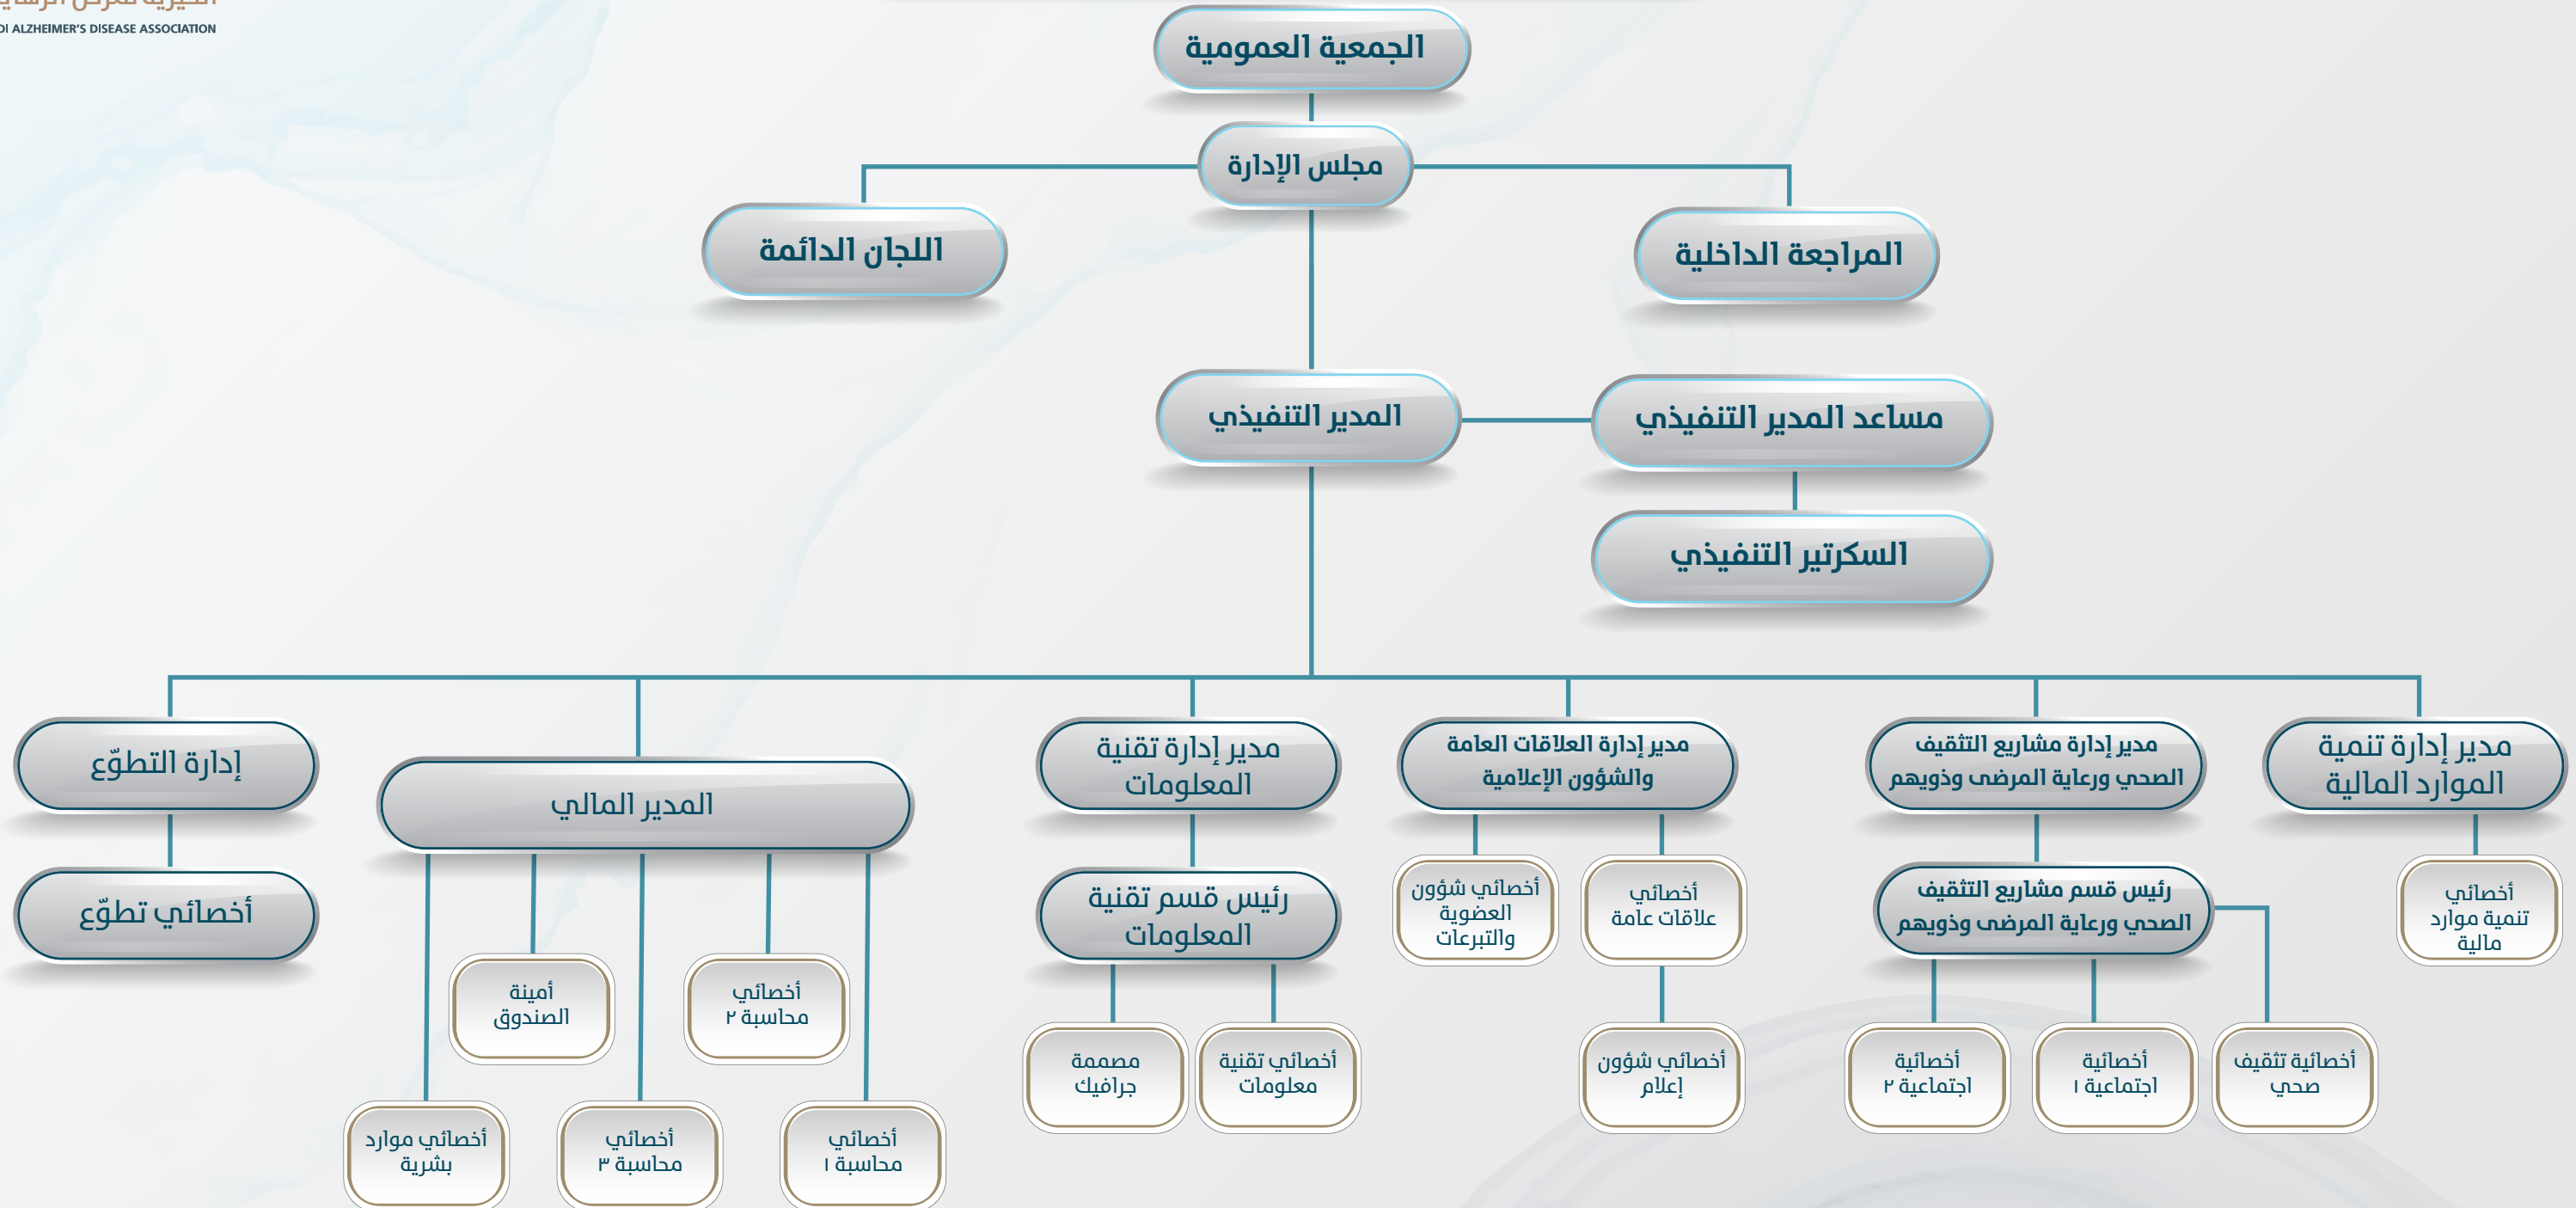 ALZHEIMER'S DISEASE ASSOCIATION
الجمعية العمومية
مجلس الإدارة
المراجعة الداخلية
اللجان الدائمة
مساعد المدير التنفيذي
المدير التنفيذي
السكرتير التنفيذي
مدير إدارة تنمية
الموارد المالية
مدير إدارة مشاريع التثقيف
الصحي ورعاية المرضى وذويهم
مدير إدارة العلاقات العامة
والشؤون الإعلامية
مدير إدارة تقنية
المعلومات
المدير المالي
إدارة التطوّع
أخصائي
تنمية موارد
مالية
رئيس قسم مشاريع التثقيف
الصحي ورعاية المرضى وذويهم
أخصائي
علاقات عامة
أخصائي شؤون
العضوية
والتبرعات
رئيس قسم تقنية
المعلومات
أخصائي تطوّع
أخصائي
محاسبة ٢
أمينة
الصندوق
أخصائية تثقيف
صحي
أخصائية
اجتماعية ١
أخصائية
اجتماعية ٢
أخصائي شؤون
إعلام
أخصائي تقنية
معلومات
مصممة
جرافيك
أخصائي
محاسبة ١
أخصائي
محاسبة ٣
أخصائي موارد
بشرية